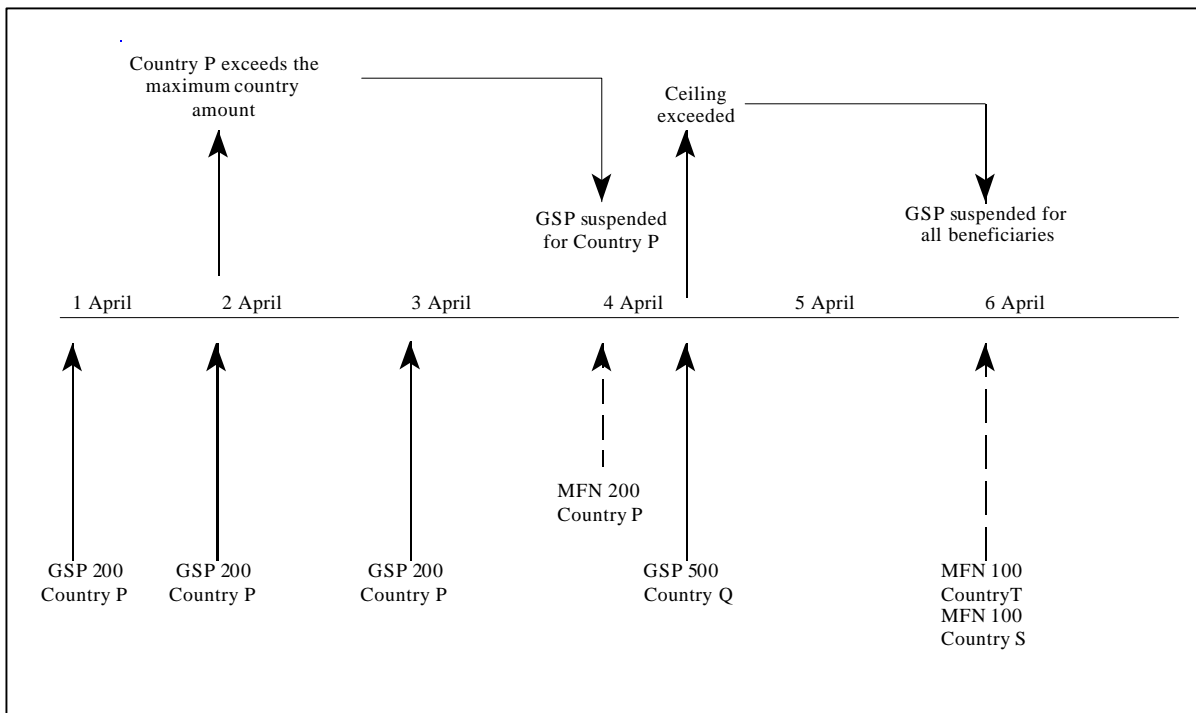 Country P exceeds the
maximum country
amount
Ceiling
exceeded
GSP suspended
for Country P
GSP suspended for
all beneficiaries
1 April
2 April
3 April
4 April
5 April
6 April
MFN 200
Country P
GSP 200
Country P
GSP 200
Country P
GSP 200
Country P
GSP 500
Country Q
MFN 100
CountryT
MFN 100
Country S